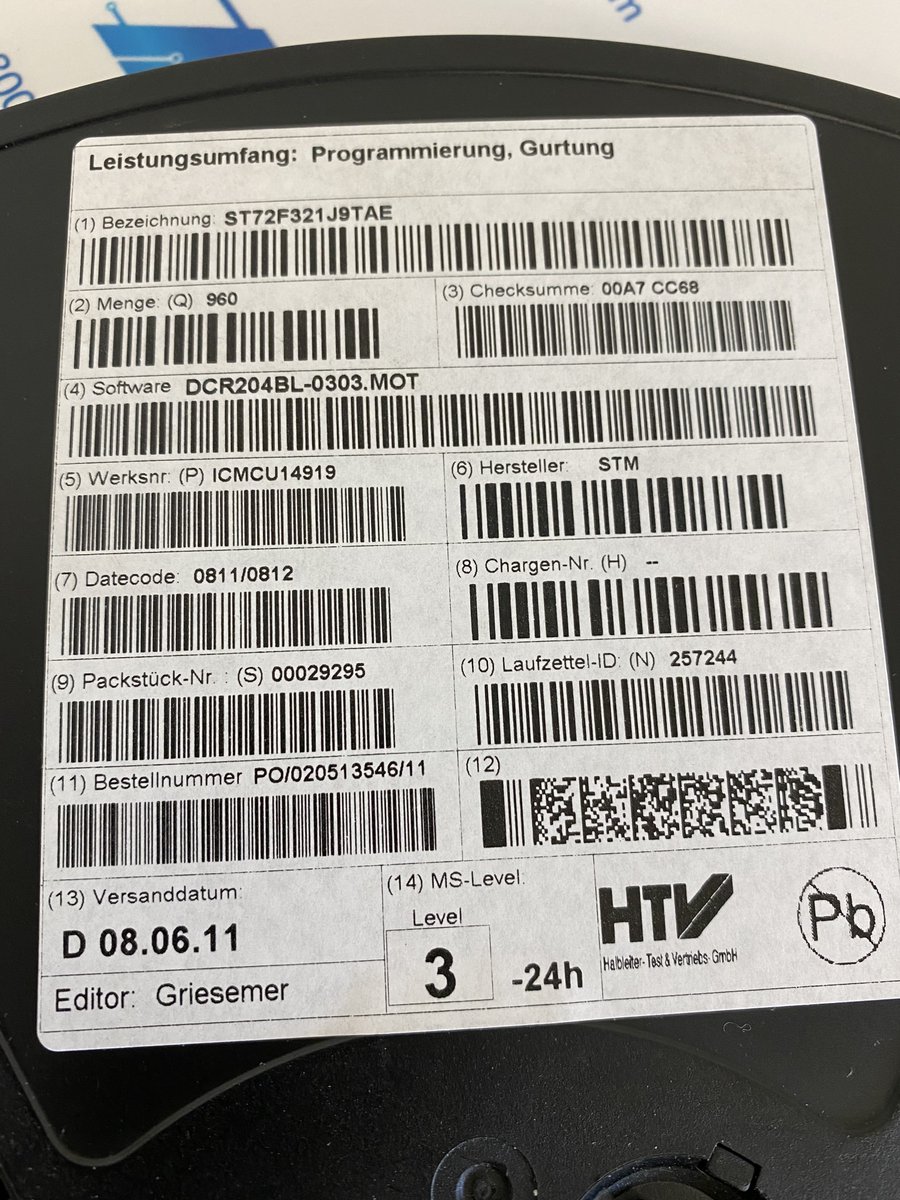 Leistungsumfang: Programmierung, Gurtung
(1) Bezeichnung: ST72F321J9TAE
(2) Menge: (Q) 960
(3) Checksumme: 00A7 CC68
(4) Software DCR204BL-0303.MOT
(5) Werksnr: (P) ICMCU14919
(6) Hersteller: STM
(7) Datecode: 0811/0812
(8) Chargen-Nr. (H) --
(9) Packstück-Nr. : (S) 00029295
(10) Laufzettel-ID: (N) 257244
(11) Bestellnummer PO/020513546/11
(12)
(13) Versanddatum:
D 08.06.11
(14) MS-Level:
Level
3 -24h
HTV
Halbleiter-Test & Vertriebs-GmbH
Pb
Editor: Griesemer